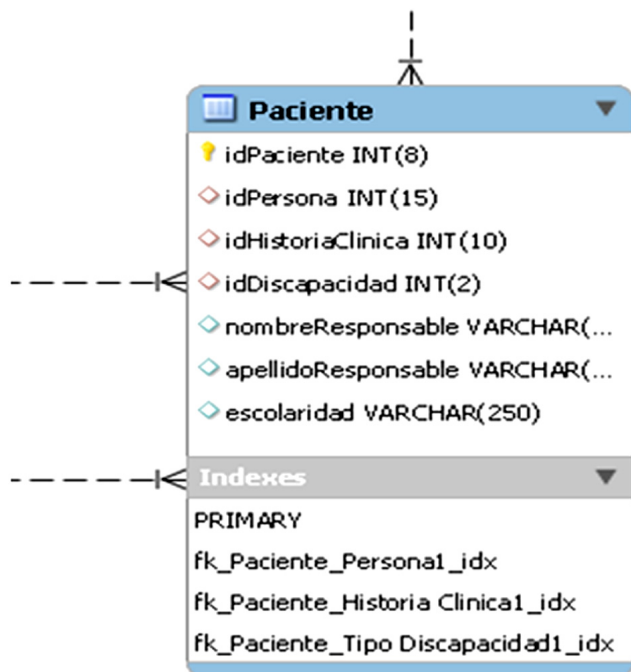 Paciente
idPaciente INT(8)
idPersona INT(15)
idHistoriaClinica INT(10)
idDiscapacidad INT(2)
nombreResponsable VARCHAR(...
apellidoResponsable VARCHAR(...
escolaridad VARCHAR(250)
Indexes
PRIMARY
fk_Paciente_Persona1_idx
fk_Paciente_Historia Clinica1_idx
fk_Paciente_Tipo Discapacidad1_idx